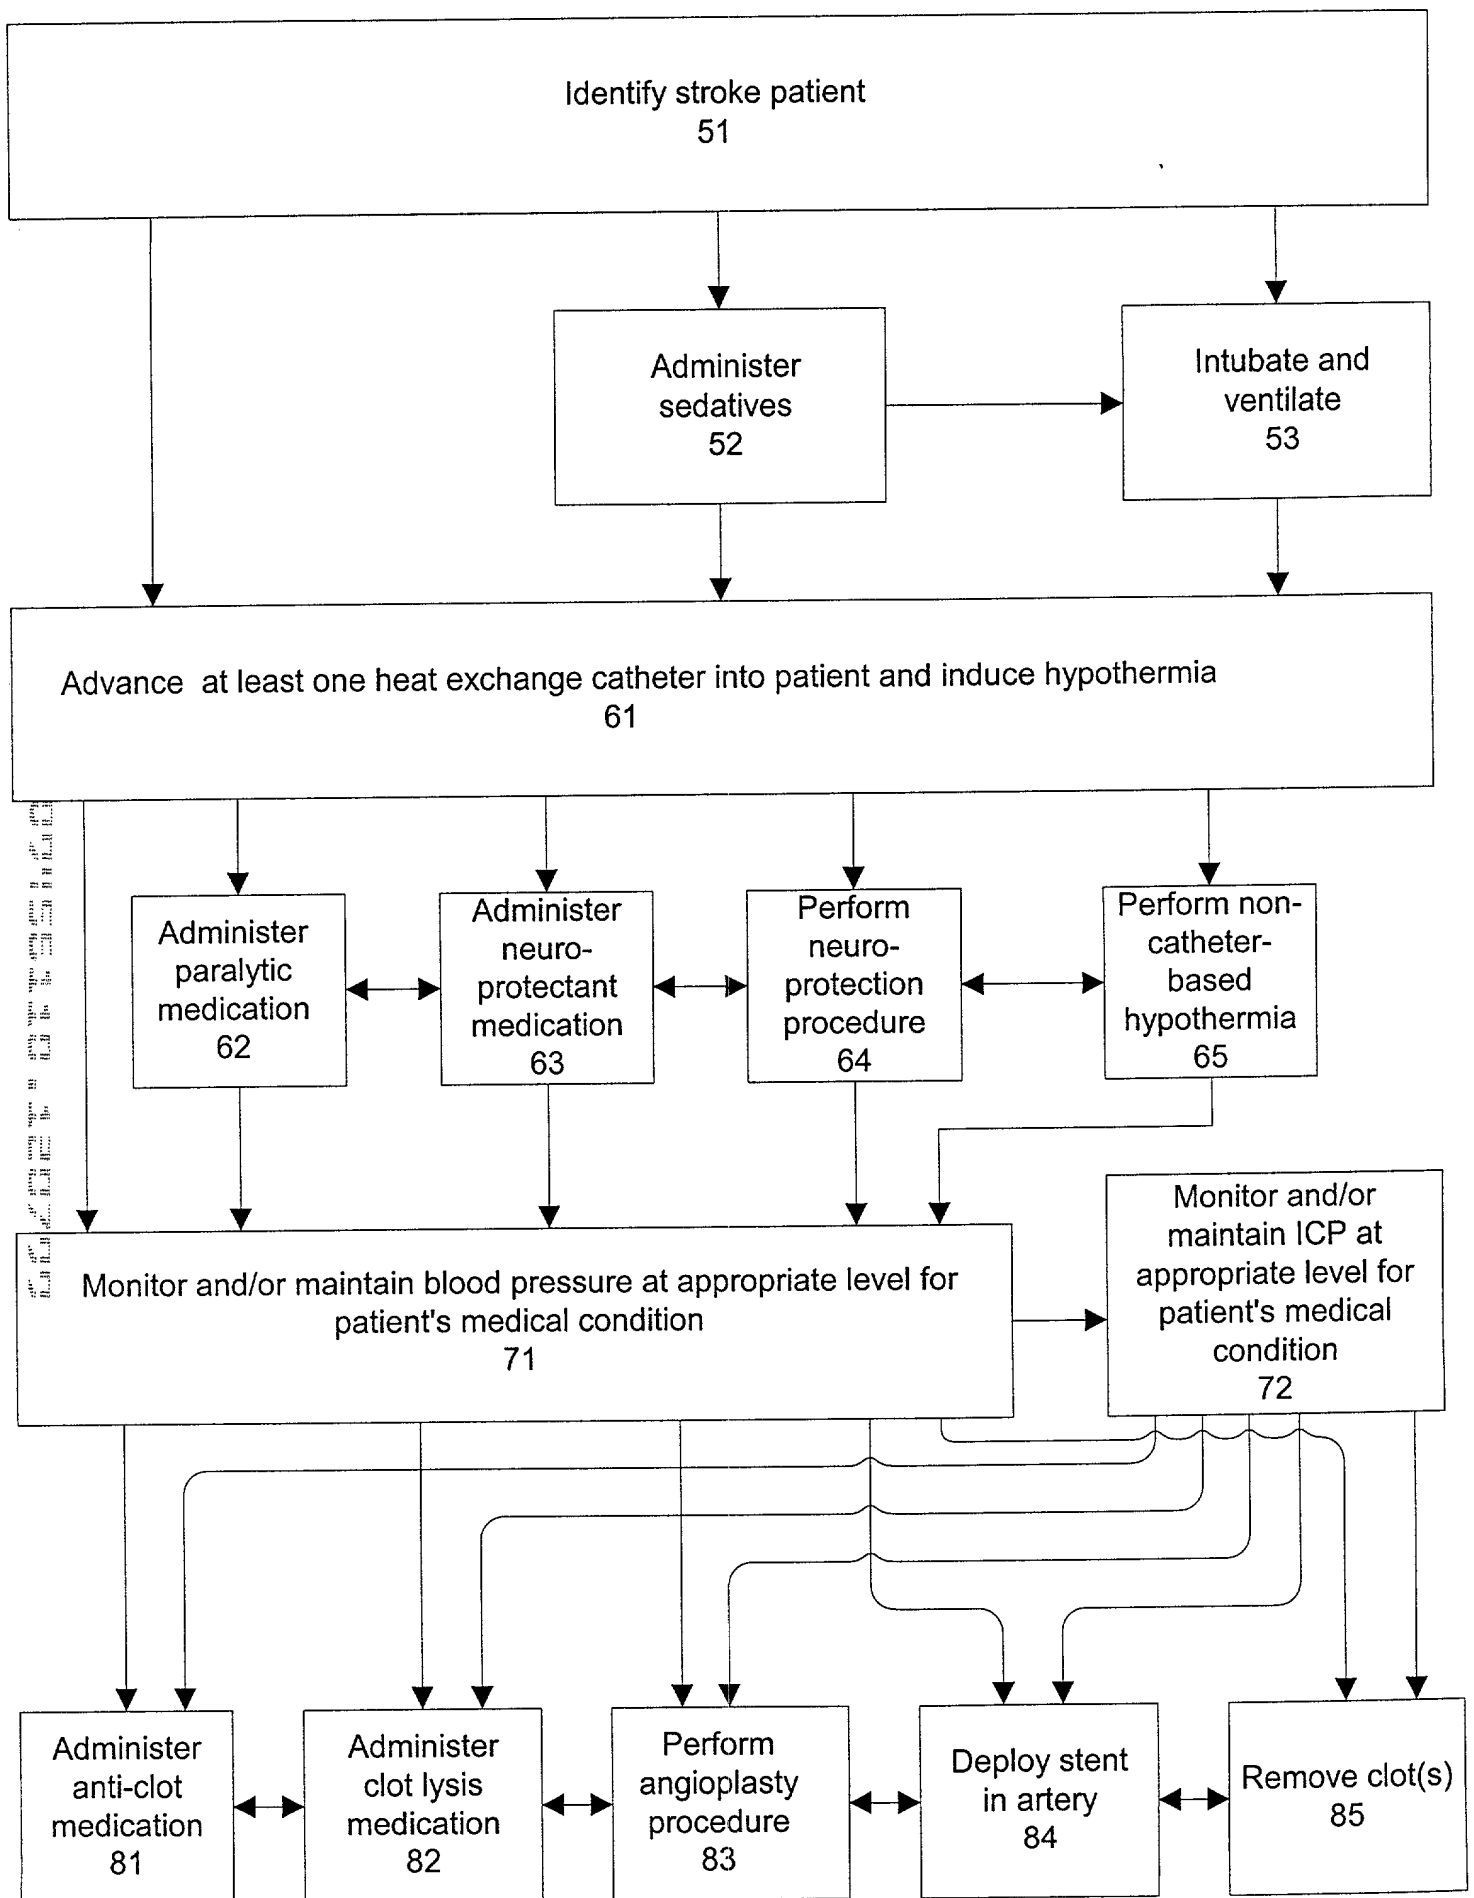 Identify stroke patient
51
Administer
sedatives
52
Intubate and
ventilate
53
Advance at least one heat exchange catheter into patient and induce hypothermia
61
Administer
paralytic
medication
62
Administer
neuro-
protectant
medication
63
Perform
neuro-
protection
procedure
64
Perform non-
catheter-
based
hypothermia
65
Monitor and/or maintain blood pressure at appropriate level for
patient's medical condition
71
Monitor and/or
maintain ICP at
appropriate level for
patient's medical
condition
72
Administer
anti-clot
medication
81
Administer
clot lysis
medication
82
Perform
angioplasty
procedure
83
Deploy stent
in artery
84
Remove clot(s)
85